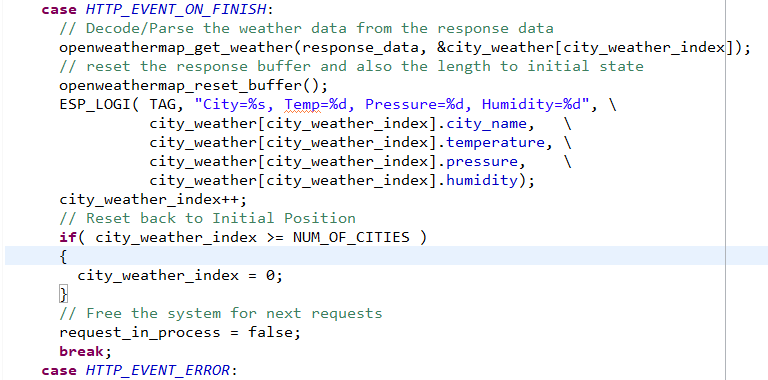 case HTTP_EVENT_ON_FINISH:
// Decode/Parse the weather data from the response data
openweathermap_get_weather(response_data, &city_weather[city_weather_index]);
// reset the response buffer and also the length to initial state
openweathermap_reset_buffer();
ESP_LOGI( TAG, "City=%s, Temp=%d, Pressure=%d, Humidity=%d", \
city_weather[city_weather_index].city_name, \
city_weather[city_weather_index].temperature, \
city_weather[city_weather_index].pressure, \
city_weather[city_weather_index].humidity);
city_weather_index++;
// Reset back to Initial Position
if( city_weather_index >= NUM_OF_CITIES )
{
city_weather_index = 0;
}
// Free the system for next requests
request_in_process = false;
break;
case HTTP_EVENT_ERROR: